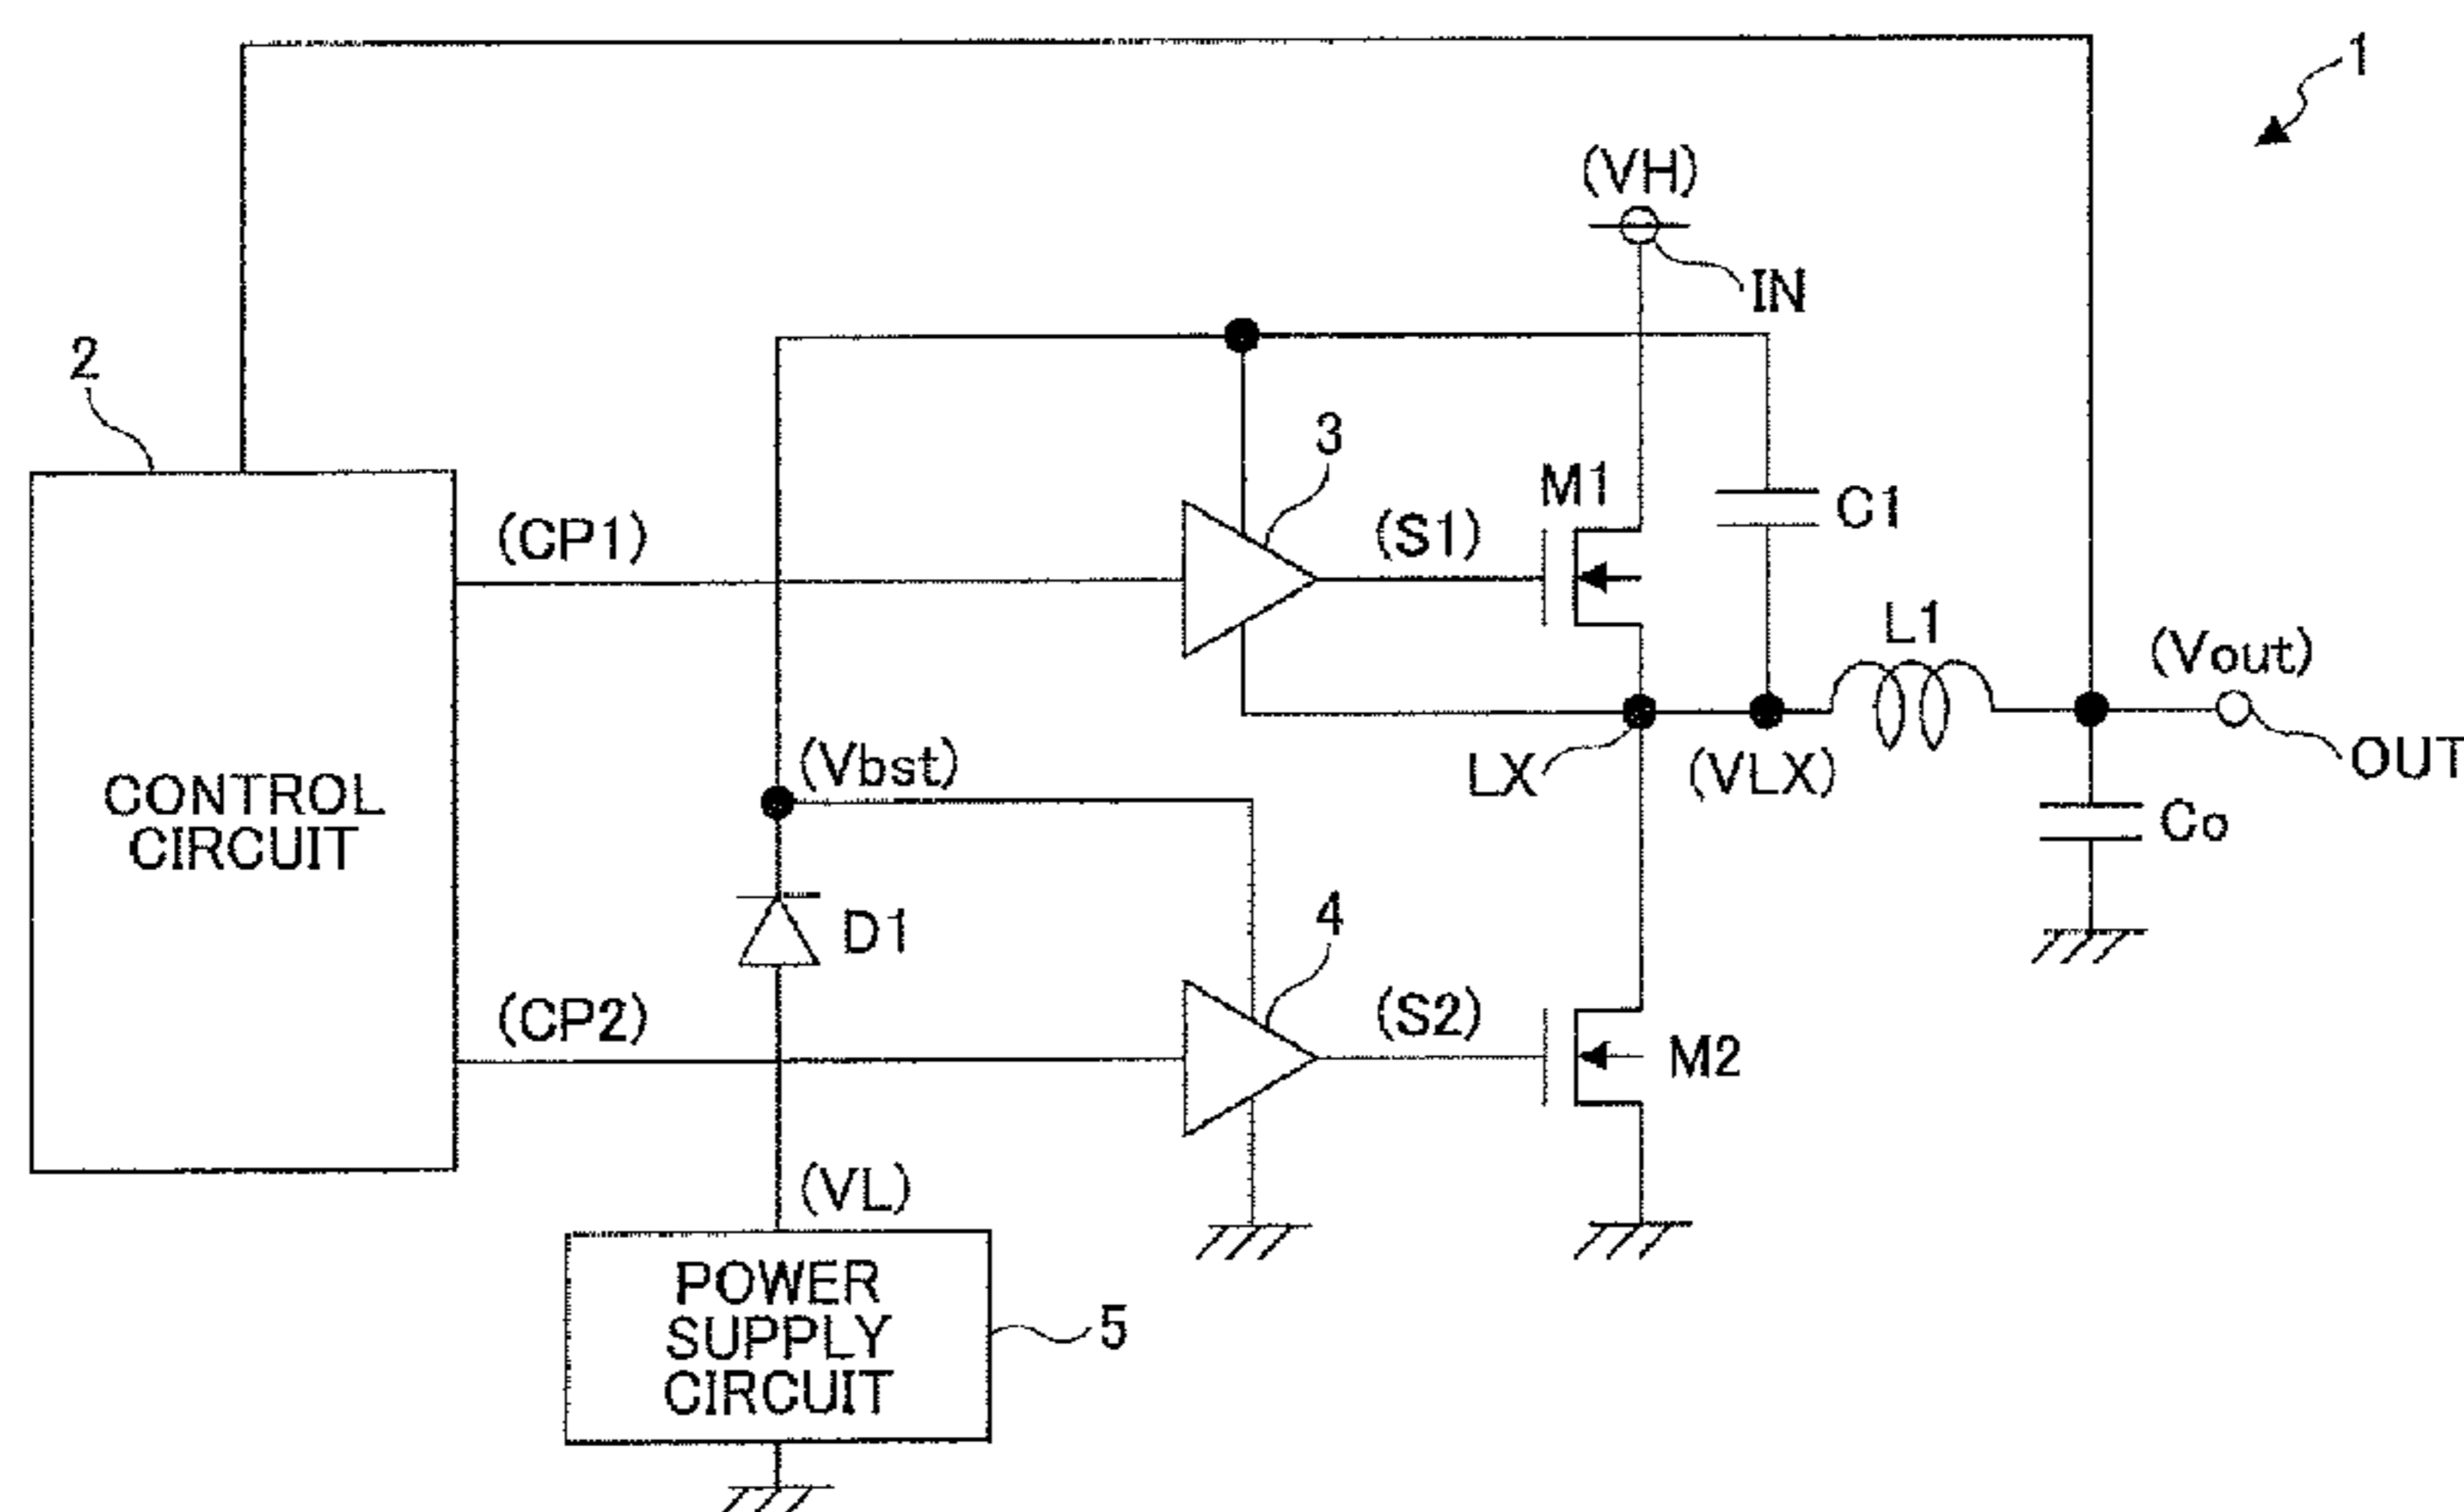 1
(VH)
IN
2
3
M1
C1
(CP1)
(S1)
L1
(Vout)
OUT
(Vbst)
LX
(VLX)
Co
CONTROL
CIRCUIT
D1
4
(CP2)
(S2)
M2
(VL)
POWER
SUPPLY
CIRCUIT
5